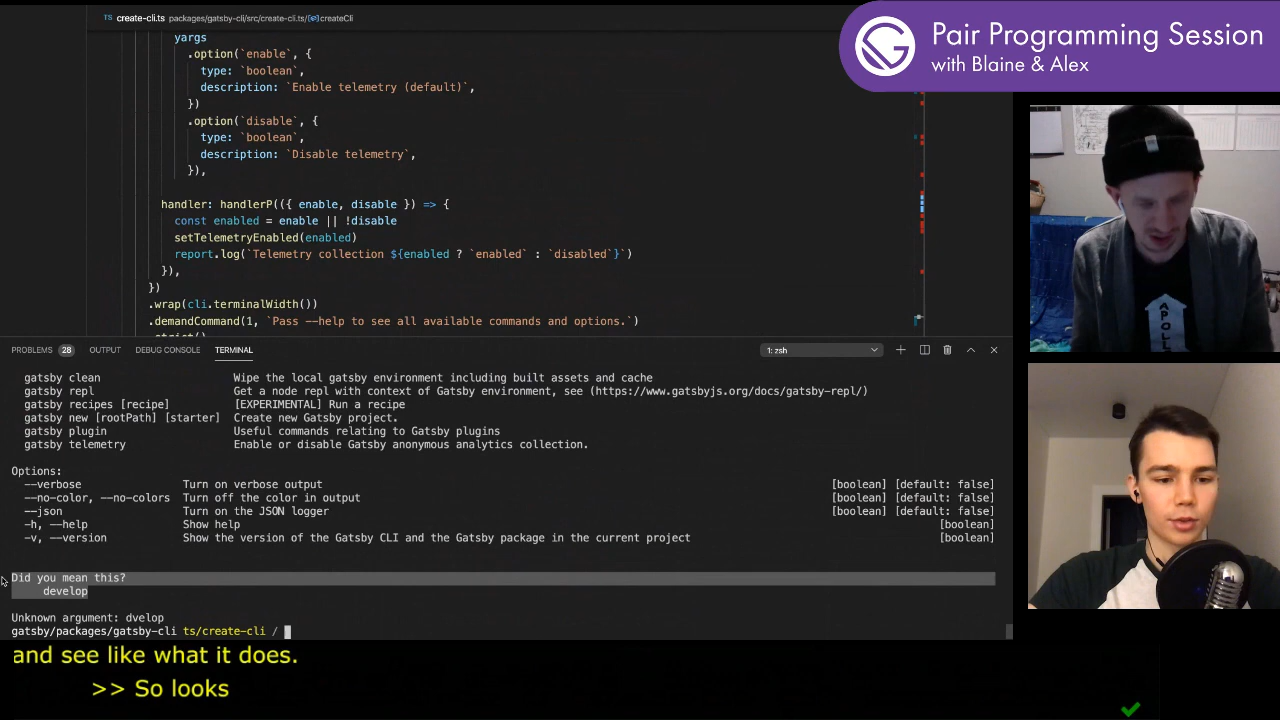 TS create-cli.ts packages/gatsby-cli/src/create-cli.ts/createCli
yargs
.option(`enable`, {
type: `boolean`,
description: `Enable telemetry (default)`,
})
.option(`disable`, {
type: `boolean`,
description: `Disable telemetry`,
}),
handler: handlerP(({ enable, disable }) => {
const enabled = enable || !disable
setTelemetryEnabled(enabled)
report.log(`Telemetry collection ${enabled ? `enabled` : `disabled`}`)
}),
})
.wrap(cli.terminalWidth())
.demandCommand(1, `Pass --help to see all available commands and options.`)
Pair Programming Session
with Blaine & Alex
APOLL
PROBLEMS 28 OUTPUT DEBUG CONSOLE TERMINAL 1: zsh
gatsby clean Wipe the local gatsby environment including built assets and cache
gatsby repl Get a node repl with context of Gatsby environment, see (https://www.gatsbyjs.org/docs/gatsby-repl/)
gatsby recipes [recipe] [EXPERIMENTAL] Run a recipe
gatsby new [rootPath] [starter] Create new Gatsby project.
gatsby plugin Useful commands relating to Gatsby plugins
gatsby telemetry Enable or disable Gatsby anonymous analytics collection.
Options:
--verbose Turn on verbose output [boolean] [default: false]
--no-color, --no-colors Turn off the color in output [boolean] [default: false]
--json Turn on the JSON logger [boolean] [default: false]
-h, --help Show help [boolean]
-v, --version Show the version of the Gatsby CLI and the Gatsby package in the current project [boolean]
Did you mean this?
develop
Unknown argument: dvelop
gatsby/packages/gatsby-cli ts/create-cli /
and see like what it does.
>> So looks